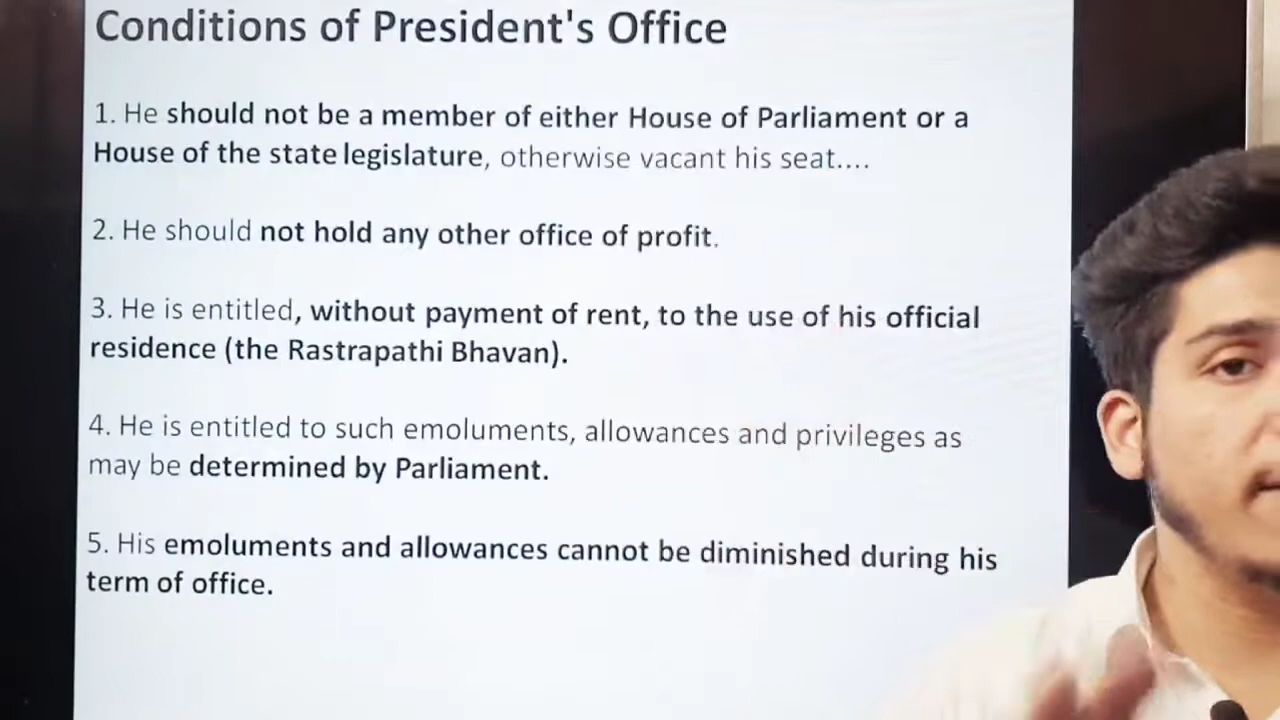 Conditions of President's Office
1. He should not be a member of either House of Parliament or a
House of the state legislature, otherwise vacant his seat....
2. He should not hold any other office of profit.
3. He is entitled, without payment of rent, to the use of his official
residence (the Rastrapathi Bhavan).
4. He is entitled to such emoluments, allowances and privileges as
may be determined by Parliament.
5. His emoluments and allowances cannot be diminished during his
term of office.